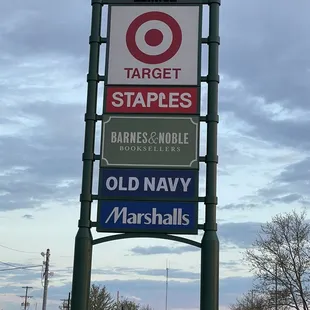 TARGET
STAPLES
BARNES & NOBLE
BOOKSELLERS
OLD NAVY
Marshalls